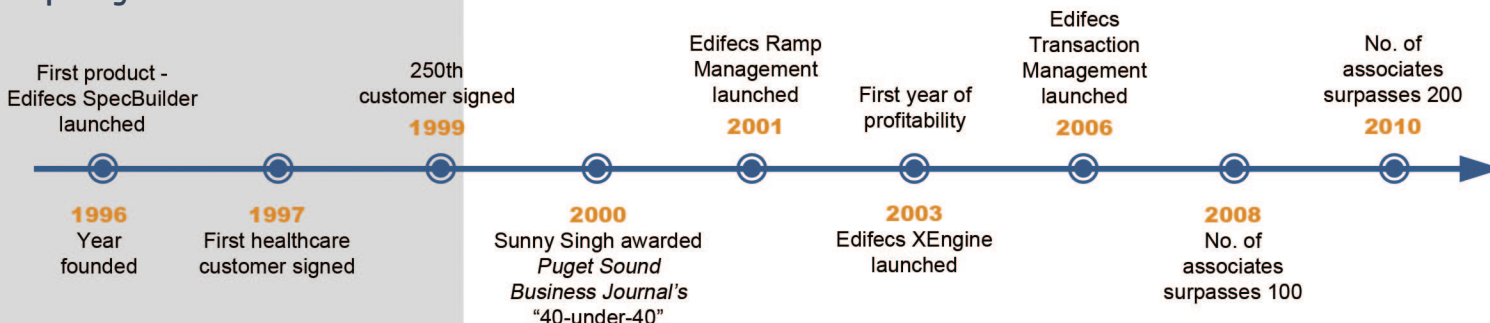 First product -
Edifecs SpecBuilder
launched
1996
Year
founded
1997
First healthcare
customer signed
250th
customer signed
1999
2000
Sunny Singh awarded
Puget Sound
Business Journal's
“40-under-40”
Edifecs Ramp
Management
launched
2001
First year of
profitability
2003
Edifecs XEngine
launched
Edifecs
Transaction
Management
launched
2006
2008
No. of
associates
surpasses 100
No. of
associates
surpasses 200
2010